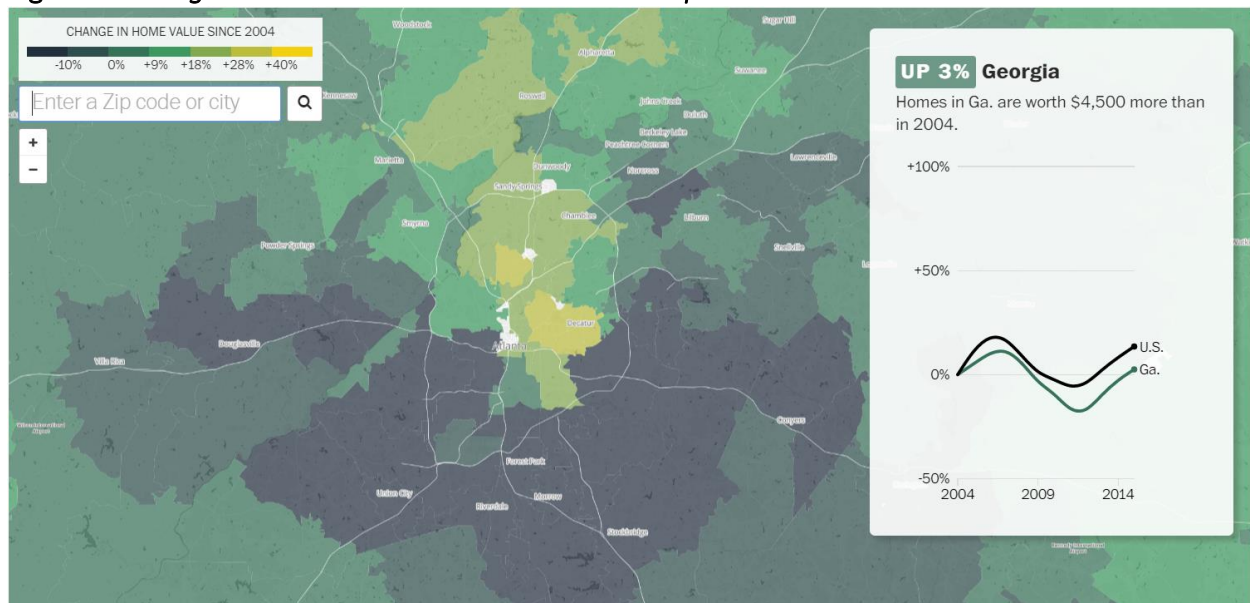 CHANGE IN HOME VALUE SINCE 2004
-10% 0% +9% +18% +28% +40%
Enter a Zip code or city
+
−
UP 3% Georgia
Homes in Ga. are worth $4,500 more than
in 2004.
+100%
+50%
0%
-50%
2004 2009 2014
U.S.
Ga.
Woodstock
Sugar Hill
Alpharetta
Suwanee
Kennesaw
Roswell
Johns Creek
Duluth
Berkeley Lake
Peachtree Corners
Marietta
Dunwoody
Norcross
Lawrenceville
Sandy Springs
Smyrna
Chamblee
Lilburn
Powder Springs
Snellville
Decatur
Atlanta
Douglasville
Villa Rica
Conyers
Forest Park
Union City
Morrow
Riverdale
Stockbridge